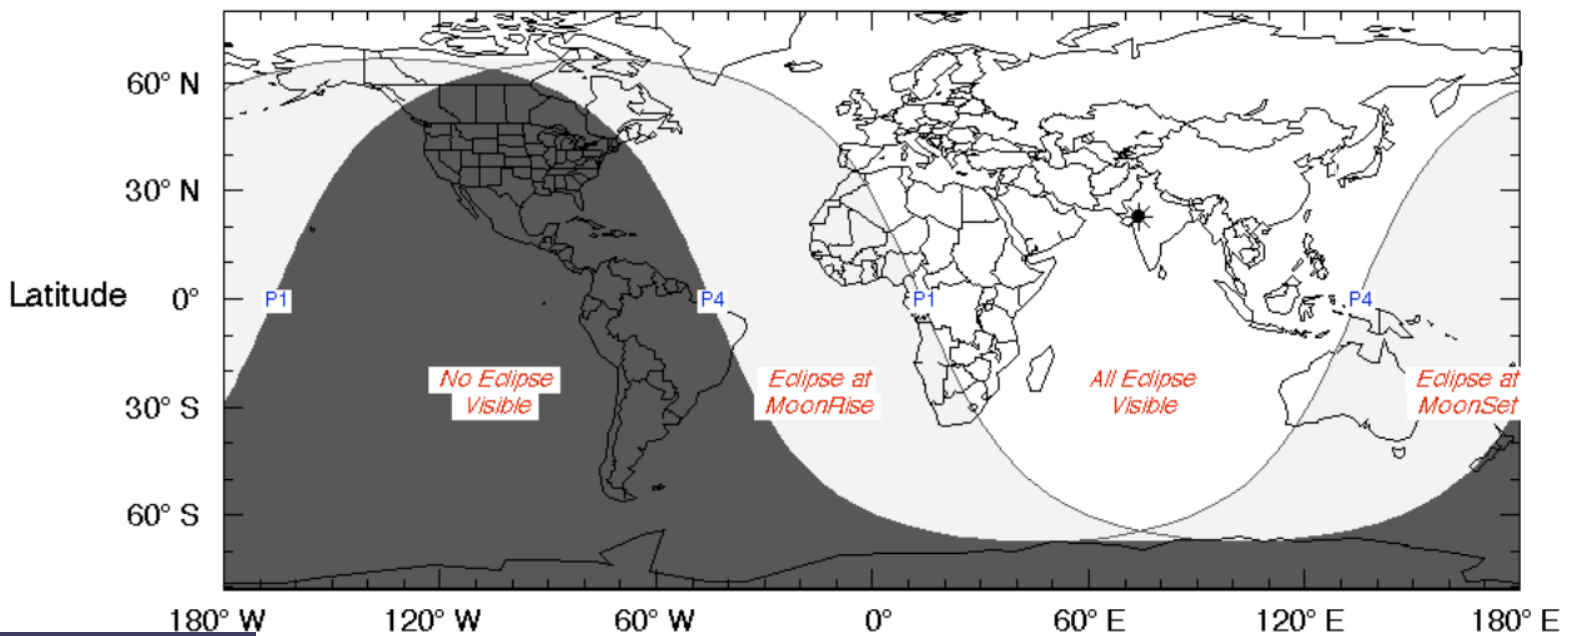 60° N
30° N
Latitude
0°
P1
P4
P1
P4
No Eclipse
Visible
Eclipse at
MoonRise
All Eclipse
Visible
Eclipse at
MoonSet
30° S
60° S
180° W
120° W
60° W
0°
60° E
120° E
180° E